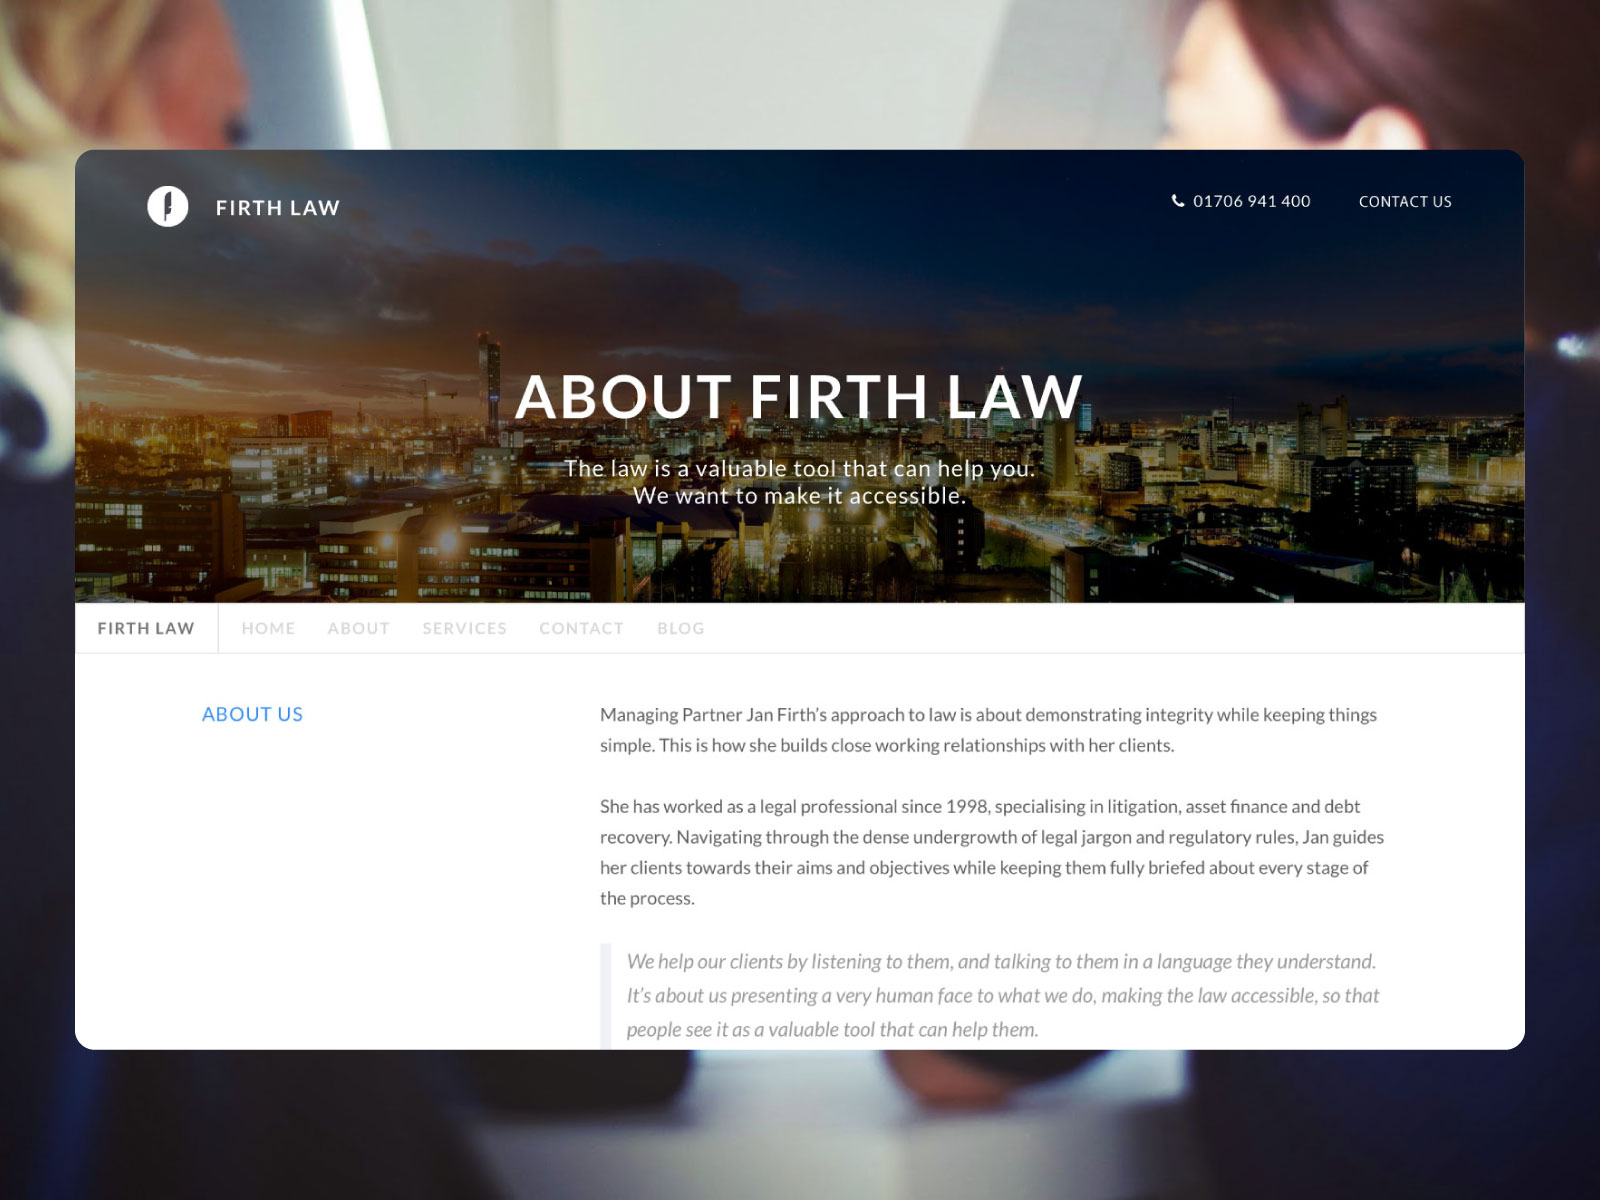 FIRTH LAW
01706 941 400
CONTACT US
ABOUT FIRTH LAW
The law is a valuable tool that can help you.
We want to make it accessible.
FIRTH LAW
HOME
ABOUT
SERVICES
CONTACT
BLOG
ABOUT US
Managing Partner Jan Firth’s approach to law is about demonstrating integrity while keeping things
simple. This is how she builds close working relationships with her clients.
She has worked as a legal professional since 1998, specialising in litigation, asset finance and debt
recovery. Navigating through the dense undergrowth of legal jargon and regulatory rules, Jan guides
her clients towards their aims and objectives while keeping them fully briefed about every stage of
the process.
We help our clients by listening to them, and talking to them in a language they understand.
It’s about us presenting a very human face to what we do, making the law accessible, so that
people see it as a valuable tool that can help them.